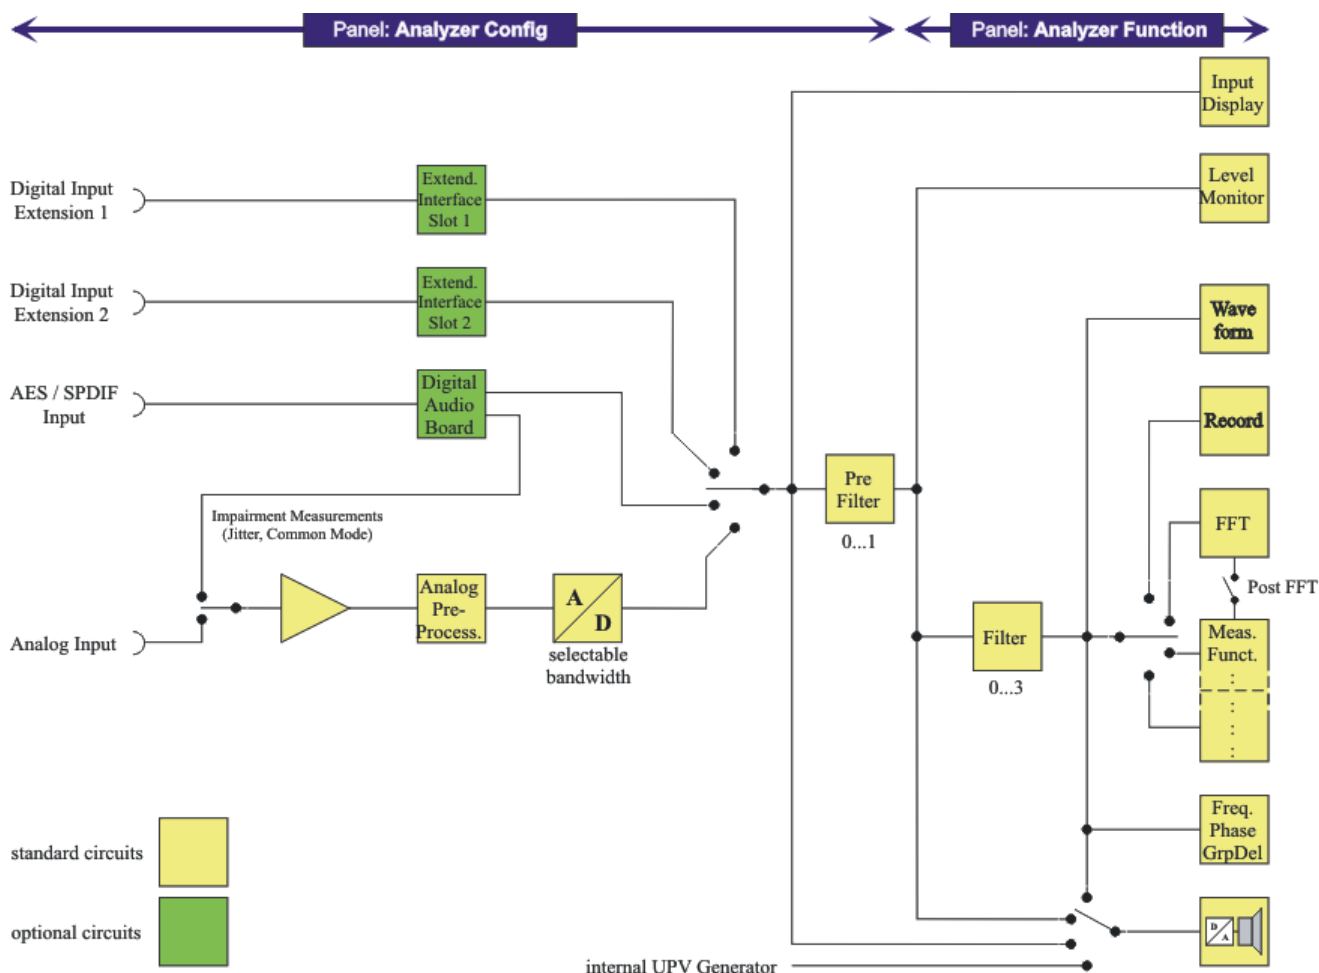 Panel: Analyzer Config
Panel: Analyzer Function
Input
Display
Level
Monitor
Digital Input
Extension 1
Extend.
Interface
Slot 1
Digital Input
Extension 2
Extend.
Interface
Slot 2
Wave
form
AES / SPDIF
Input
Digital
Audio
Board
Record
Pre
Filter
0...1
FFT
Post FFT
Impairment Measurements
(Jitter, Common Mode)
Analog Input
Analog
Pre-
Process.
A
D
selectable
bandwidth
Filter
0...3
Meas.
Funct.
:
:
:
:
Freq.
Phase
GrpDel
standard circuits
optional circuits
D
A
internal UPV Generator